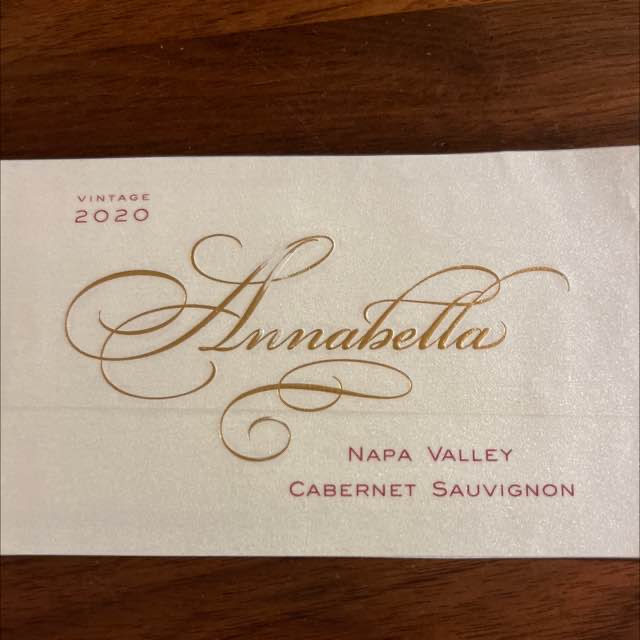 VINTAGE
2020
Annabella
NAPA VALLEY
CABERNET SAUVIGNON